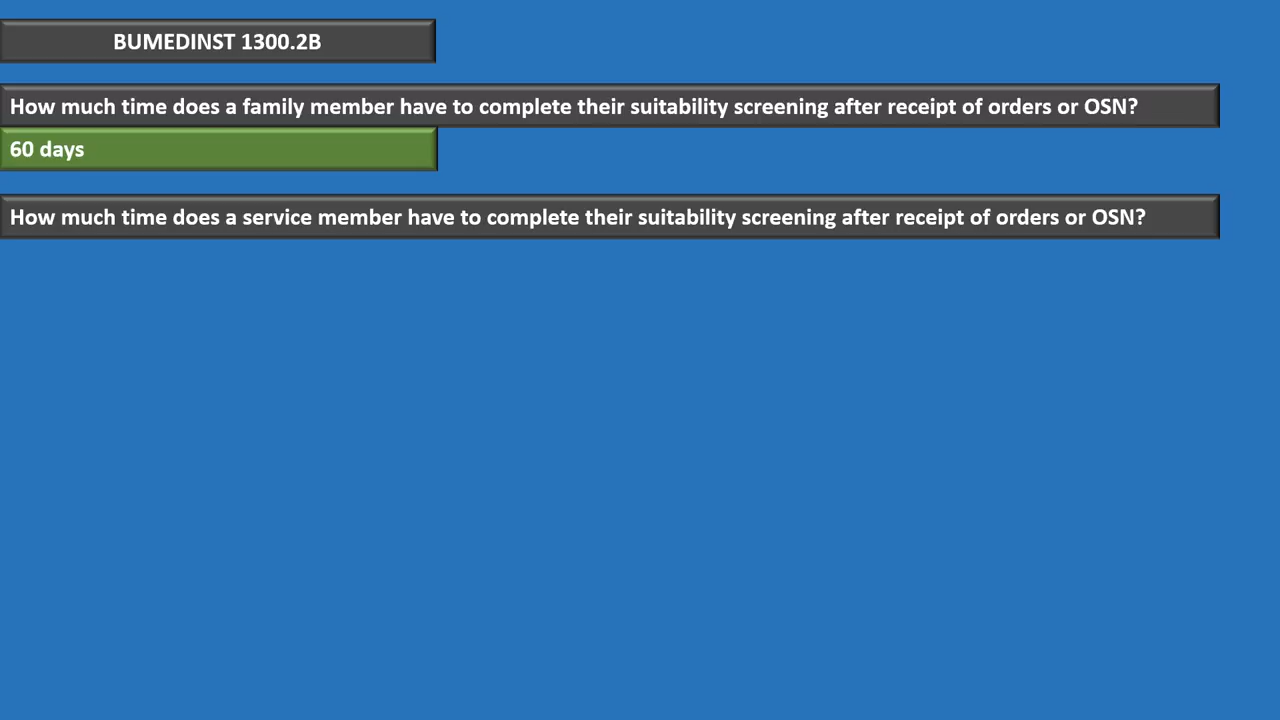 BUMEDINST 1300.2B
How much time does a family member have to complete their suitability screening after receipt of orders or OSN?
60 days
How much time does a service member have to complete their suitability screening after receipt of orders or OSN?